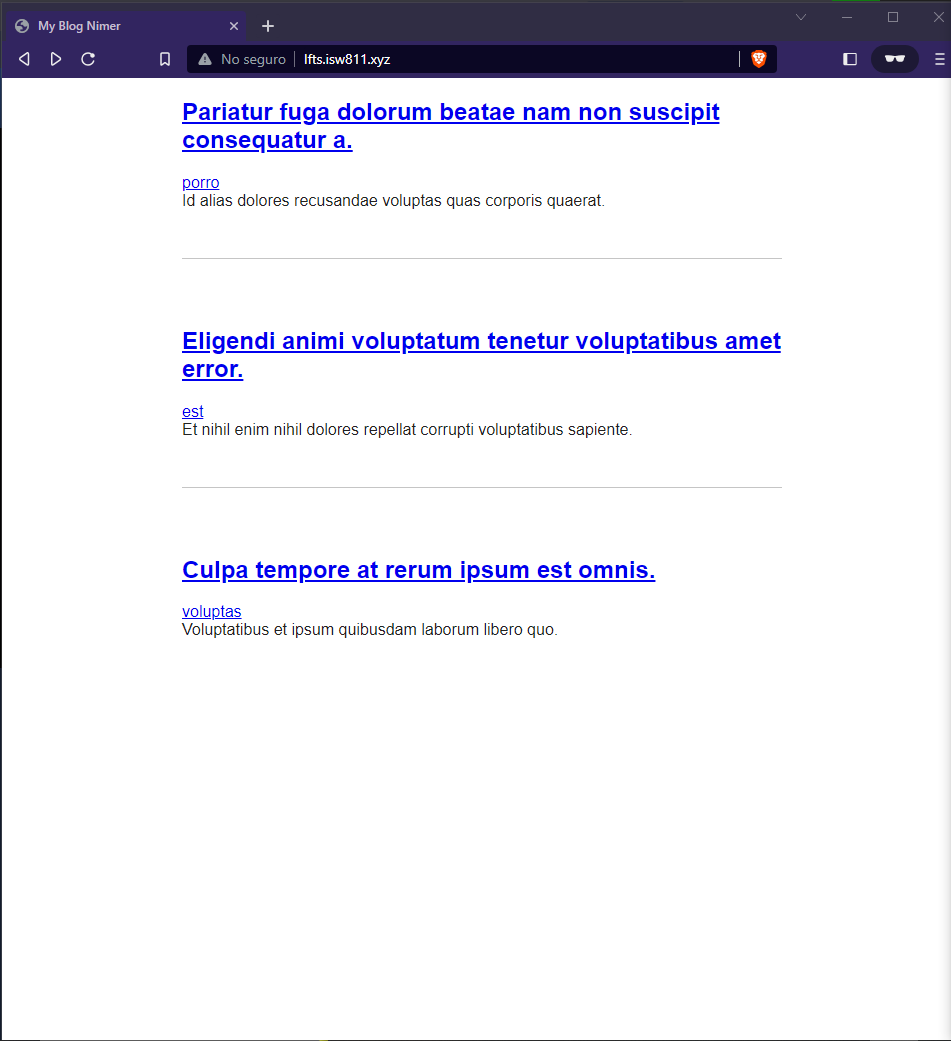 My Blog Nimer
No seguro lfts.isw811.xyz
Pariatur fuga dolorum beatae nam non suscipit
consequatur a.
porro
Id alias dolores recusandae voluptas quas corporis quaerat.
Eligendi animi voluptatum tenetur voluptatibus amet
error.
est
Et nihil enim nihil dolores repellat corrupti voluptatibus sapiente.
Culpa tempore at rerum ipsum est omnis.
voluptas
Voluptatibus et ipsum quibusdam laborum libero quo.